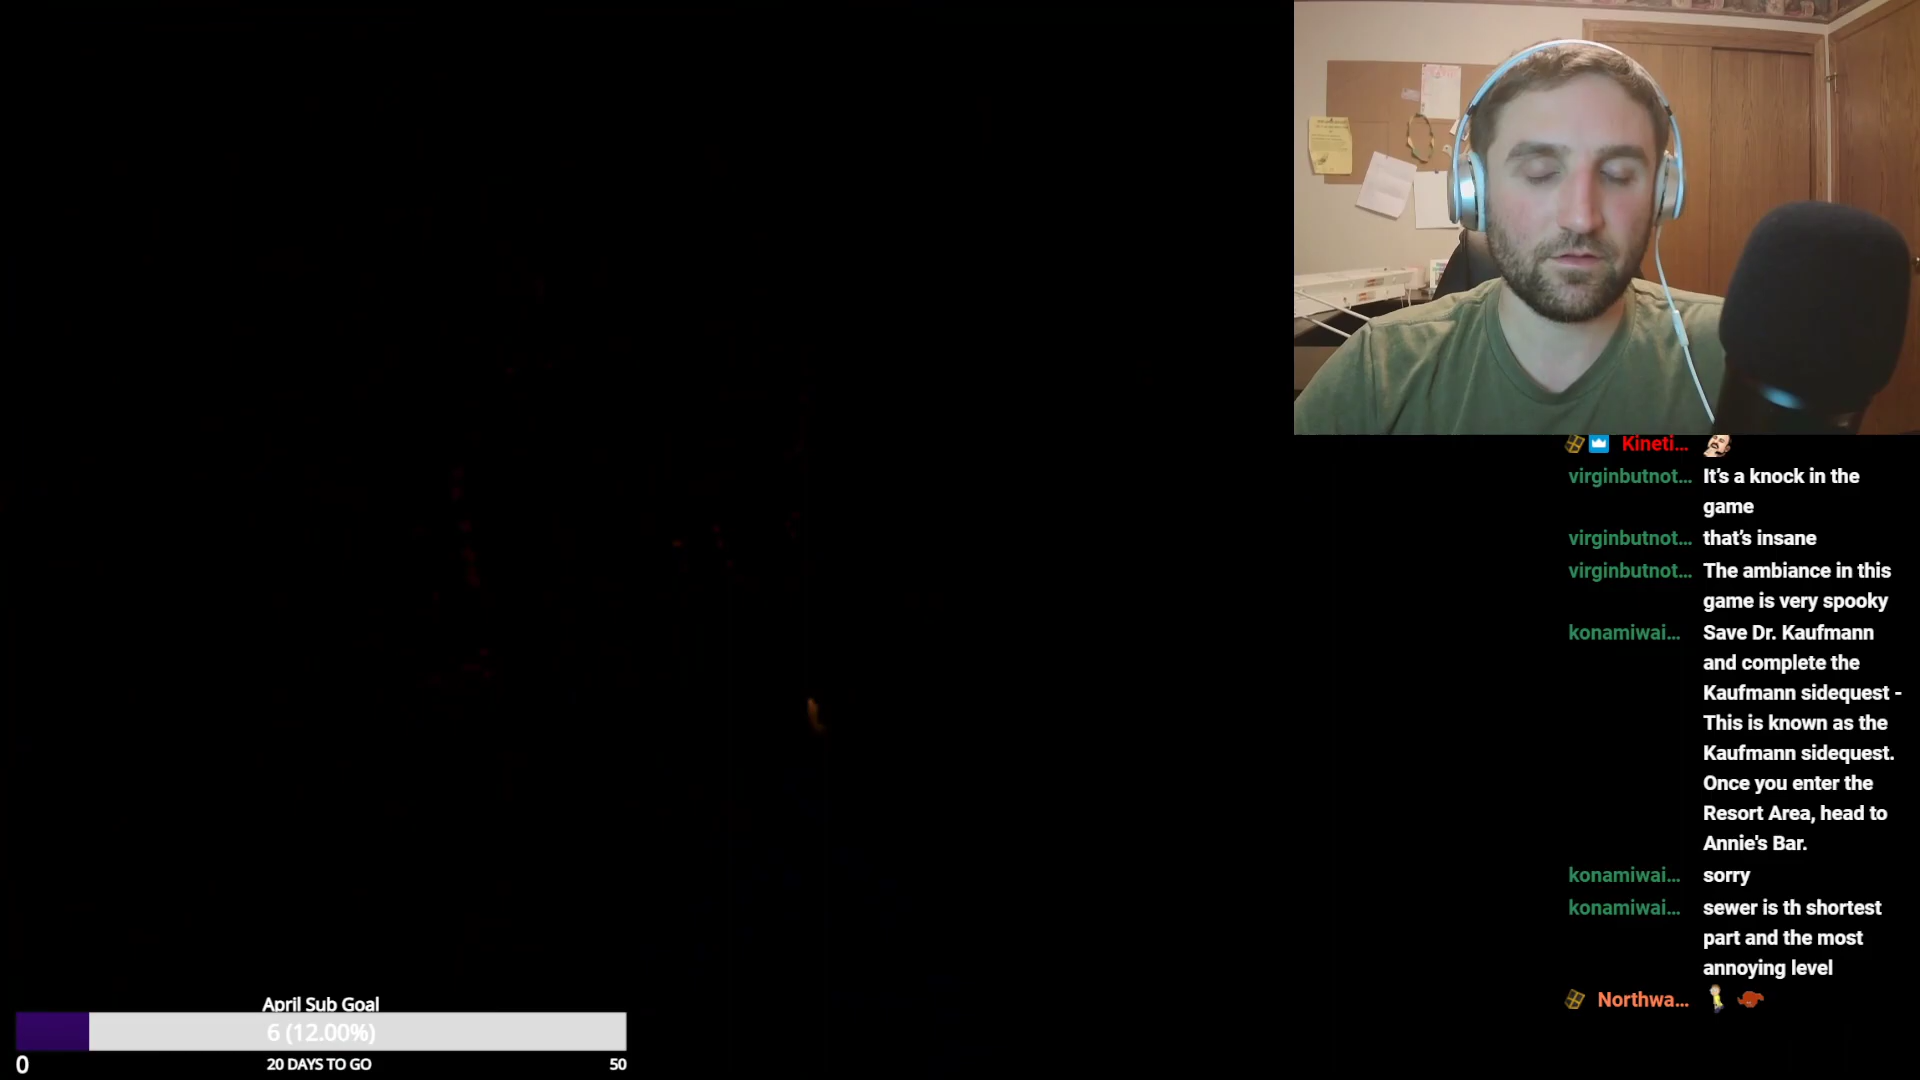 Kineti...
virginbutnot... It's a knock in the
game
virginbutnot... that's insane
virginbutnot... The ambiance in this
game is very spooky
konamiwai... Save Dr. Kaufmann
and complete the
Kaufmann sidequest -
This is known as the
Kaufmann sidequest.
Once you enter the
Resort Area, head to
Annie's Bar.
konamiwai... sorry
konamiwai... sewer is th shortest
part and the most
annoying level
Northwa...
April Sub Goal
6 (12.00%)
0 20 DAYS TO GO 50